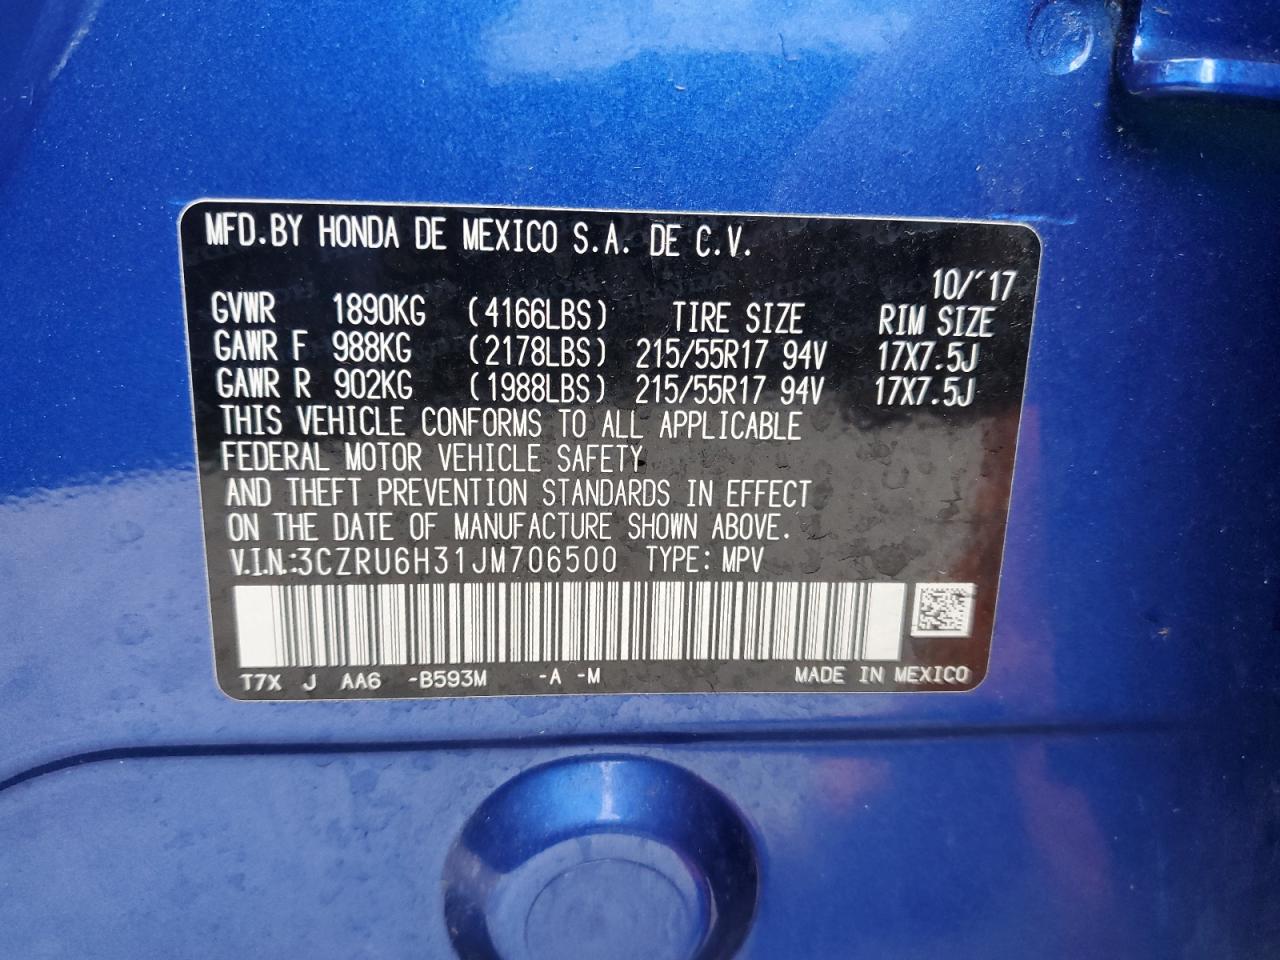 MFD.BY HONDA DE MEXICO S.A. DE C.V.
10/'17
GVWR 1890KG (4166LBS) TIRE SIZE RIM SIZE
GAWR F 988KG (2178LBS) 215/55R17 94V 17X7.5J
GAWR R 902KG (1988LBS) 215/55R17 94V 17X7.5J
THIS VEHICLE CONFORMS TO ALL APPLICABLE
FEDERAL MOTOR VEHICLE SAFETY
AND THEFT PREVENTION STANDARDS IN EFFECT
ON THE DATE OF MANUFACTURE SHOWN ABOVE.
V.I.N.:3CZRU6H31JM706500 TYPE: MPV
T7X J AA6 -B593M -A -M MADE IN MEXICO